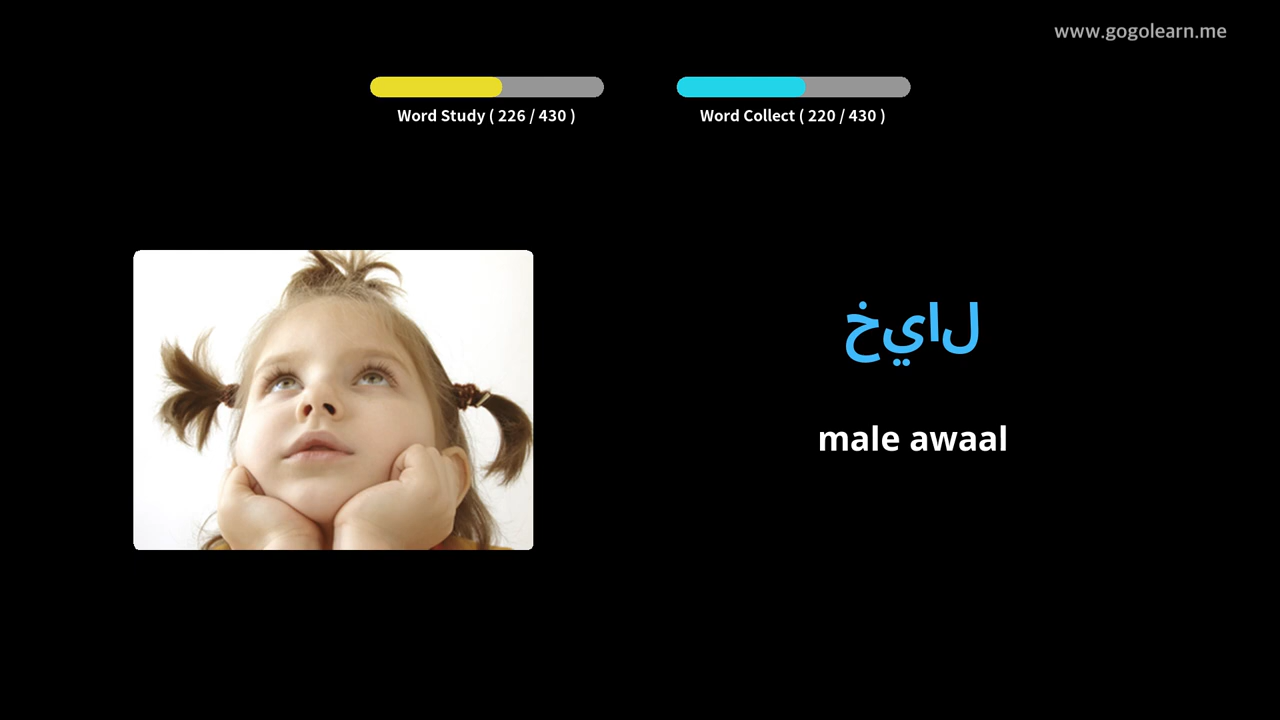 www.gogolearn.me
Word Study ( 226 / 430 )
Word Collect ( 220 / 430 )
خيال
male awaal